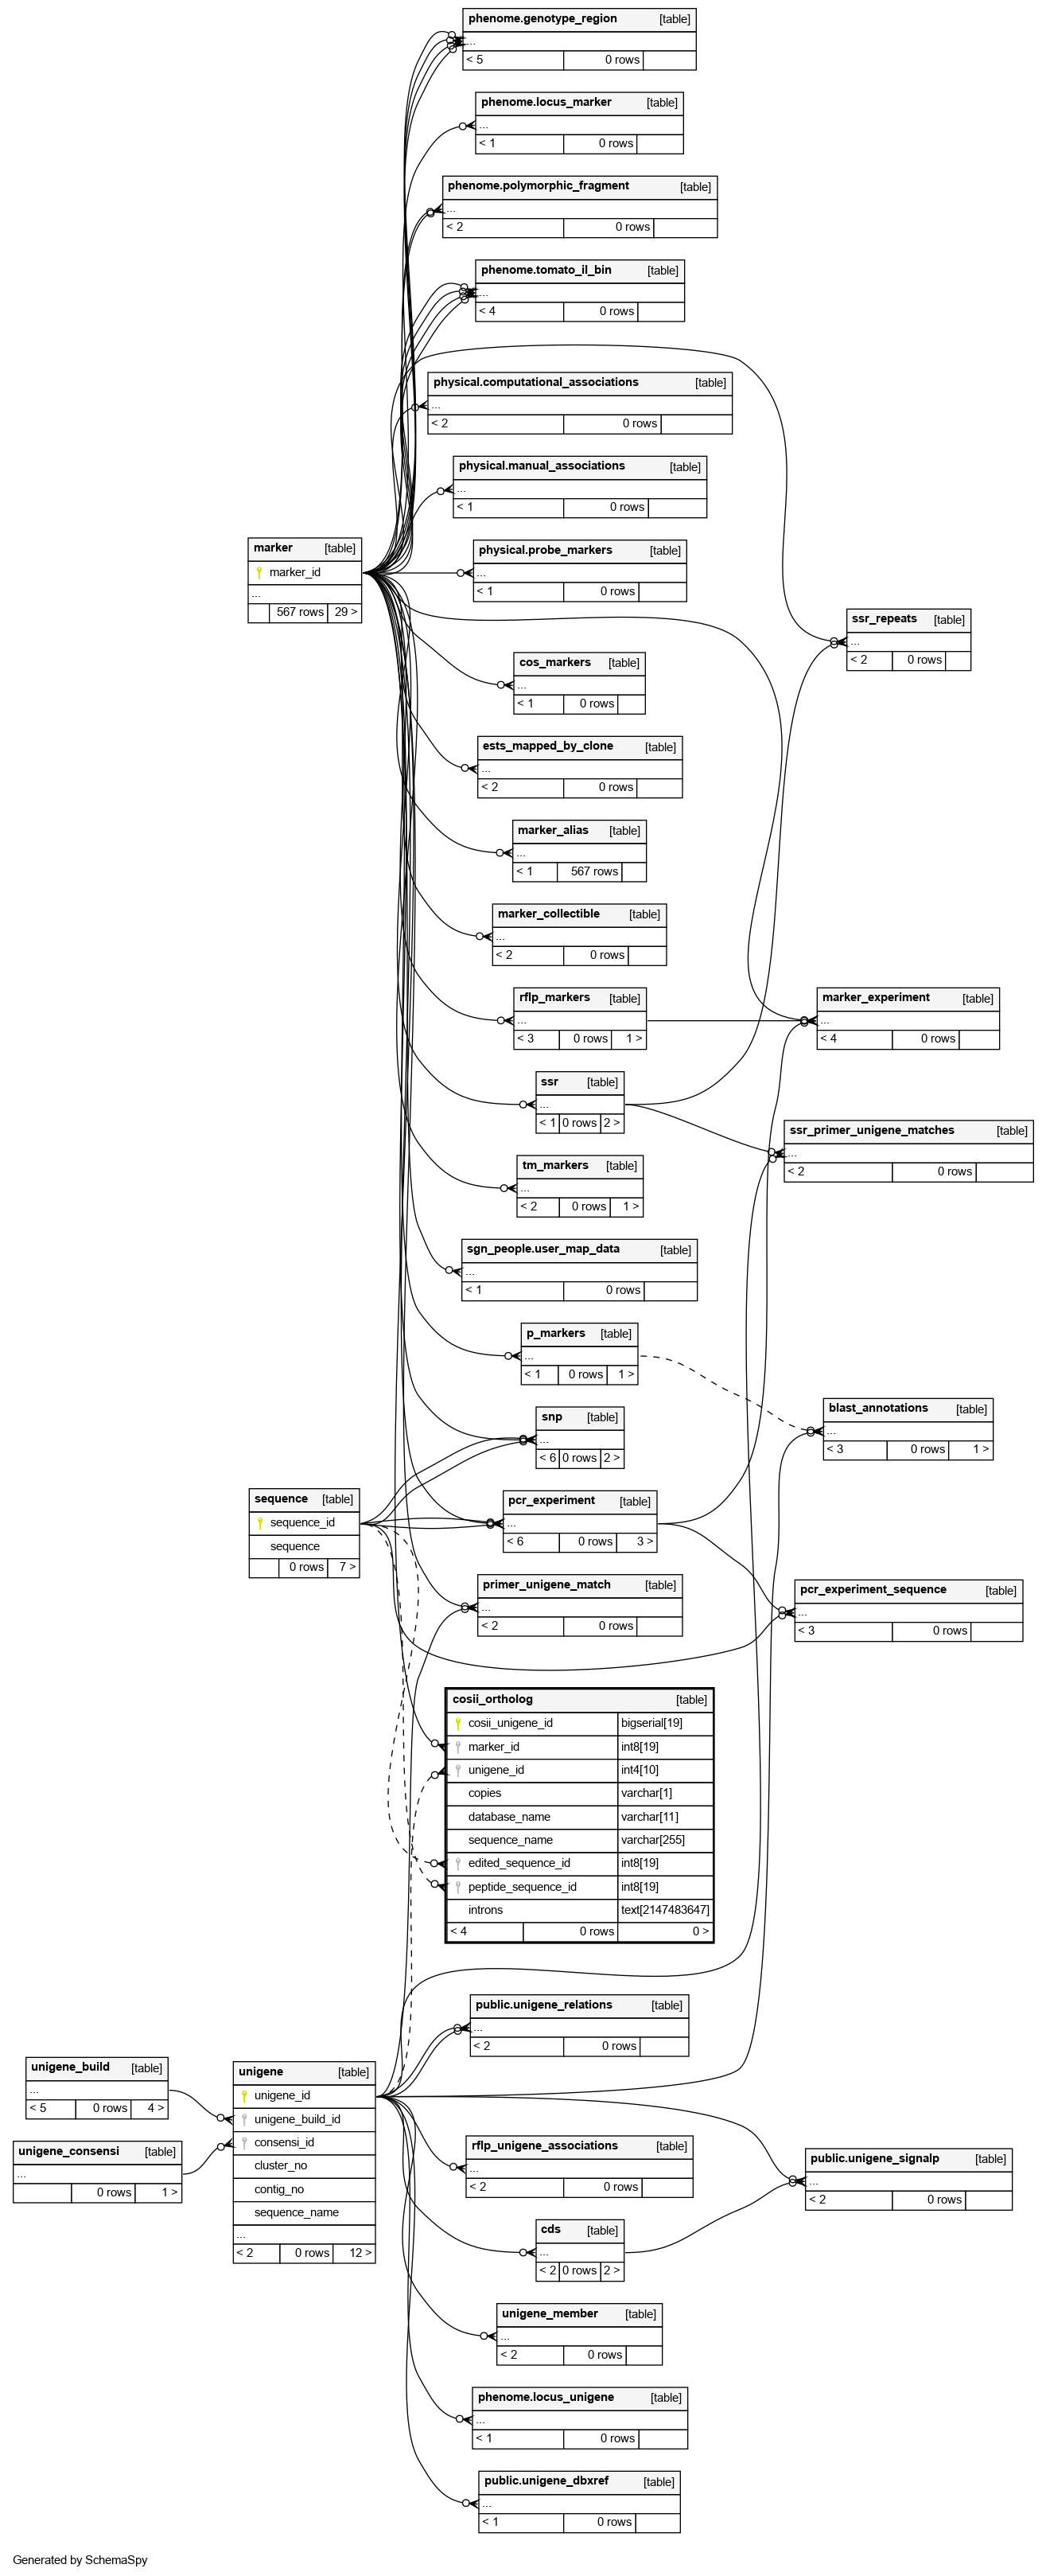 phenome.genotype_region [table]
...
< 5 0 rows
phenome.locus_marker [table]
...
< 1 0 rows
phenome.polymorphic_fragment [table]
...
< 2 0 rows
phenome.tomato_il_bin [table]
...
< 4 0 rows
physical.computational_associations [table]
...
< 2 0 rows
physical.manual_associations [table]
...
< 1 0 rows
marker [table]
marker_id
...
567 rows 29 >
physical.probe_markers [table]
...
< 1 0 rows
ssr_repeats [table]
...
< 2 0 rows
cos_markers [table]
...
< 1 0 rows
ests_mapped_by_clone [table]
...
< 2 0 rows
marker_alias [table]
...
< 1 567 rows
marker_collectible [table]
...
< 2 0 rows
rflp_markers [table]
...
< 3 0 rows 1 >
marker_experiment [table]
...
< 4 0 rows
ssr [table]
...
< 1 0 rows 2 >
ssr_primer_unigene_matches [table]
...
< 2 0 rows
tm_markers [table]
...
< 2 0 rows 1 >
sgn_people.user_map_data [table]
...
< 1 0 rows
p_markers [table]
...
< 1 0 rows 1 >
blast_annotations [table]
...
< 3 0 rows 1 >
snp [table]
...
< 6 0 rows 2 >
sequence [table]
sequence_id
sequence
0 rows 7 >
pcr_experiment [table]
...
< 6 0 rows 3 >
primer_unigene_match [table]
...
< 2 0 rows
pcr_experiment_sequence [table]
...
< 3 0 rows
cosii_ortholog [table]
cosii_unigene_id bigserial[19]
marker_id int8[19]
unigene_id int4[10]
copies varchar[1]
database_name varchar[11]
sequence_name varchar[255]
edited_sequence_id int8[19]
peptide_sequence_id int8[19]
introns text[2147483647]
< 4 0 rows 0 >
public.unigene_relations [table]
...
< 2 0 rows
unigene_build [table]
...
< 5 0 rows 4 >
unigene_consensi [table]
...
0 rows 1 >
unigene [table]
unigene_id
unigene_build_id
consensi_id
cluster_no
contig_no
sequence_name
...
< 2 0 rows 12 >
rflp_unigene_associations [table]
...
< 2 0 rows
public.unigene_signalp [table]
...
< 2 0 rows
cds [table]
...
< 2 0 rows 2 >
unigene_member [table]
...
< 2 0 rows
phenome.locus_unigene [table]
...
< 1 0 rows
public.unigene_dbxref [table]
...
< 1 0 rows
Generated by SchemaSpy